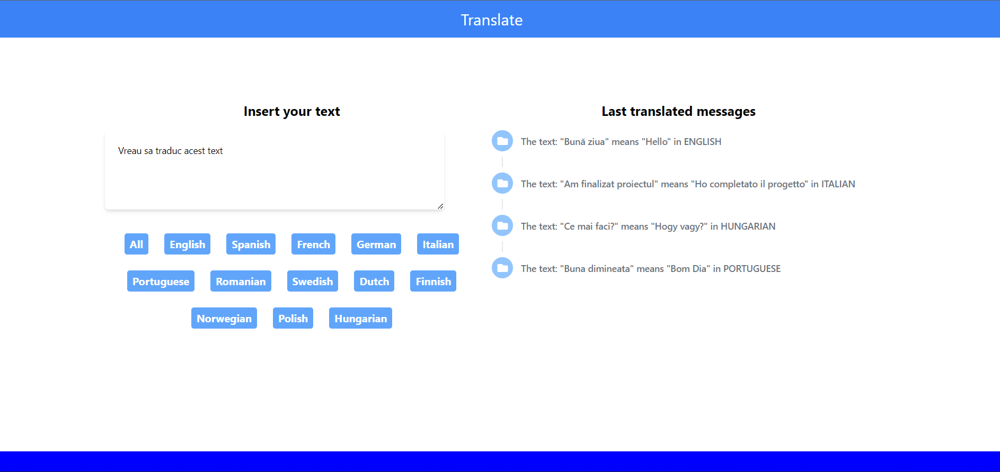 Translate
Insert your text
Vreau sa traduc acest text
All English Spanish French German Italian
Portuguese Romanian Swedish Dutch Finnish
Norwegian Polish Hungarian
Last translated messages
The text: "Bună ziua" means "Hello" in ENGLISH
The text: "Am finalizat proiectul" means "Ho completato il progetto" in ITALIAN
The text: "Ce mai faci?" means "Hogy vagy?" in HUNGARIAN
The text: "Buna dimineata" means "Bom Dia" in PORTUGUESE